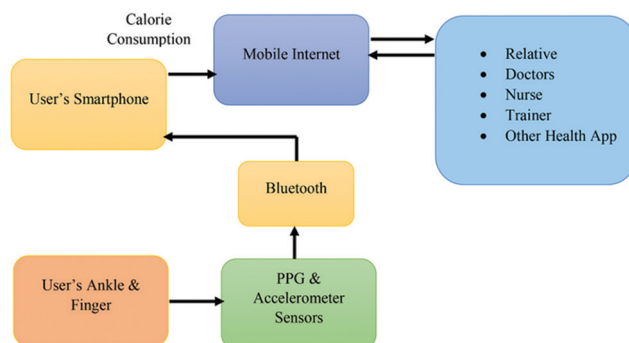 Calorie
Consumption
Mobile Internet
• Relative
• Doctors
• Nurse
• Trainer
• Other Health App
User's Smartphone
Bluetooth
User's Ankle &
Finger
PPG &
Accelerometer
Sensors